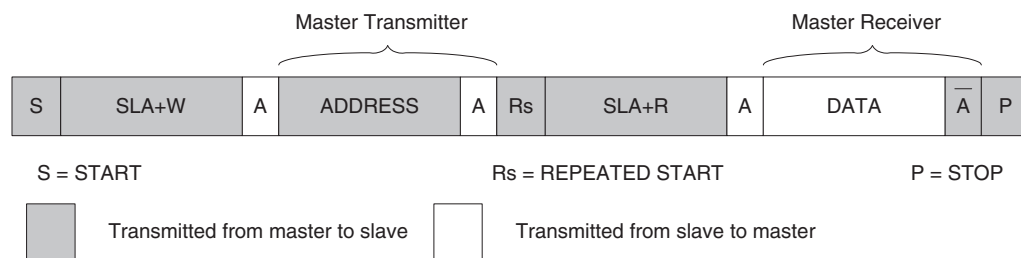 Master Transmitter Master Receiver
S SLA+W A ADDRESS A Rs SLA+R A DATA A̅ P
S = START Rs = REPEATED START P = STOP
Transmitted from master to slave Transmitted from slave to master